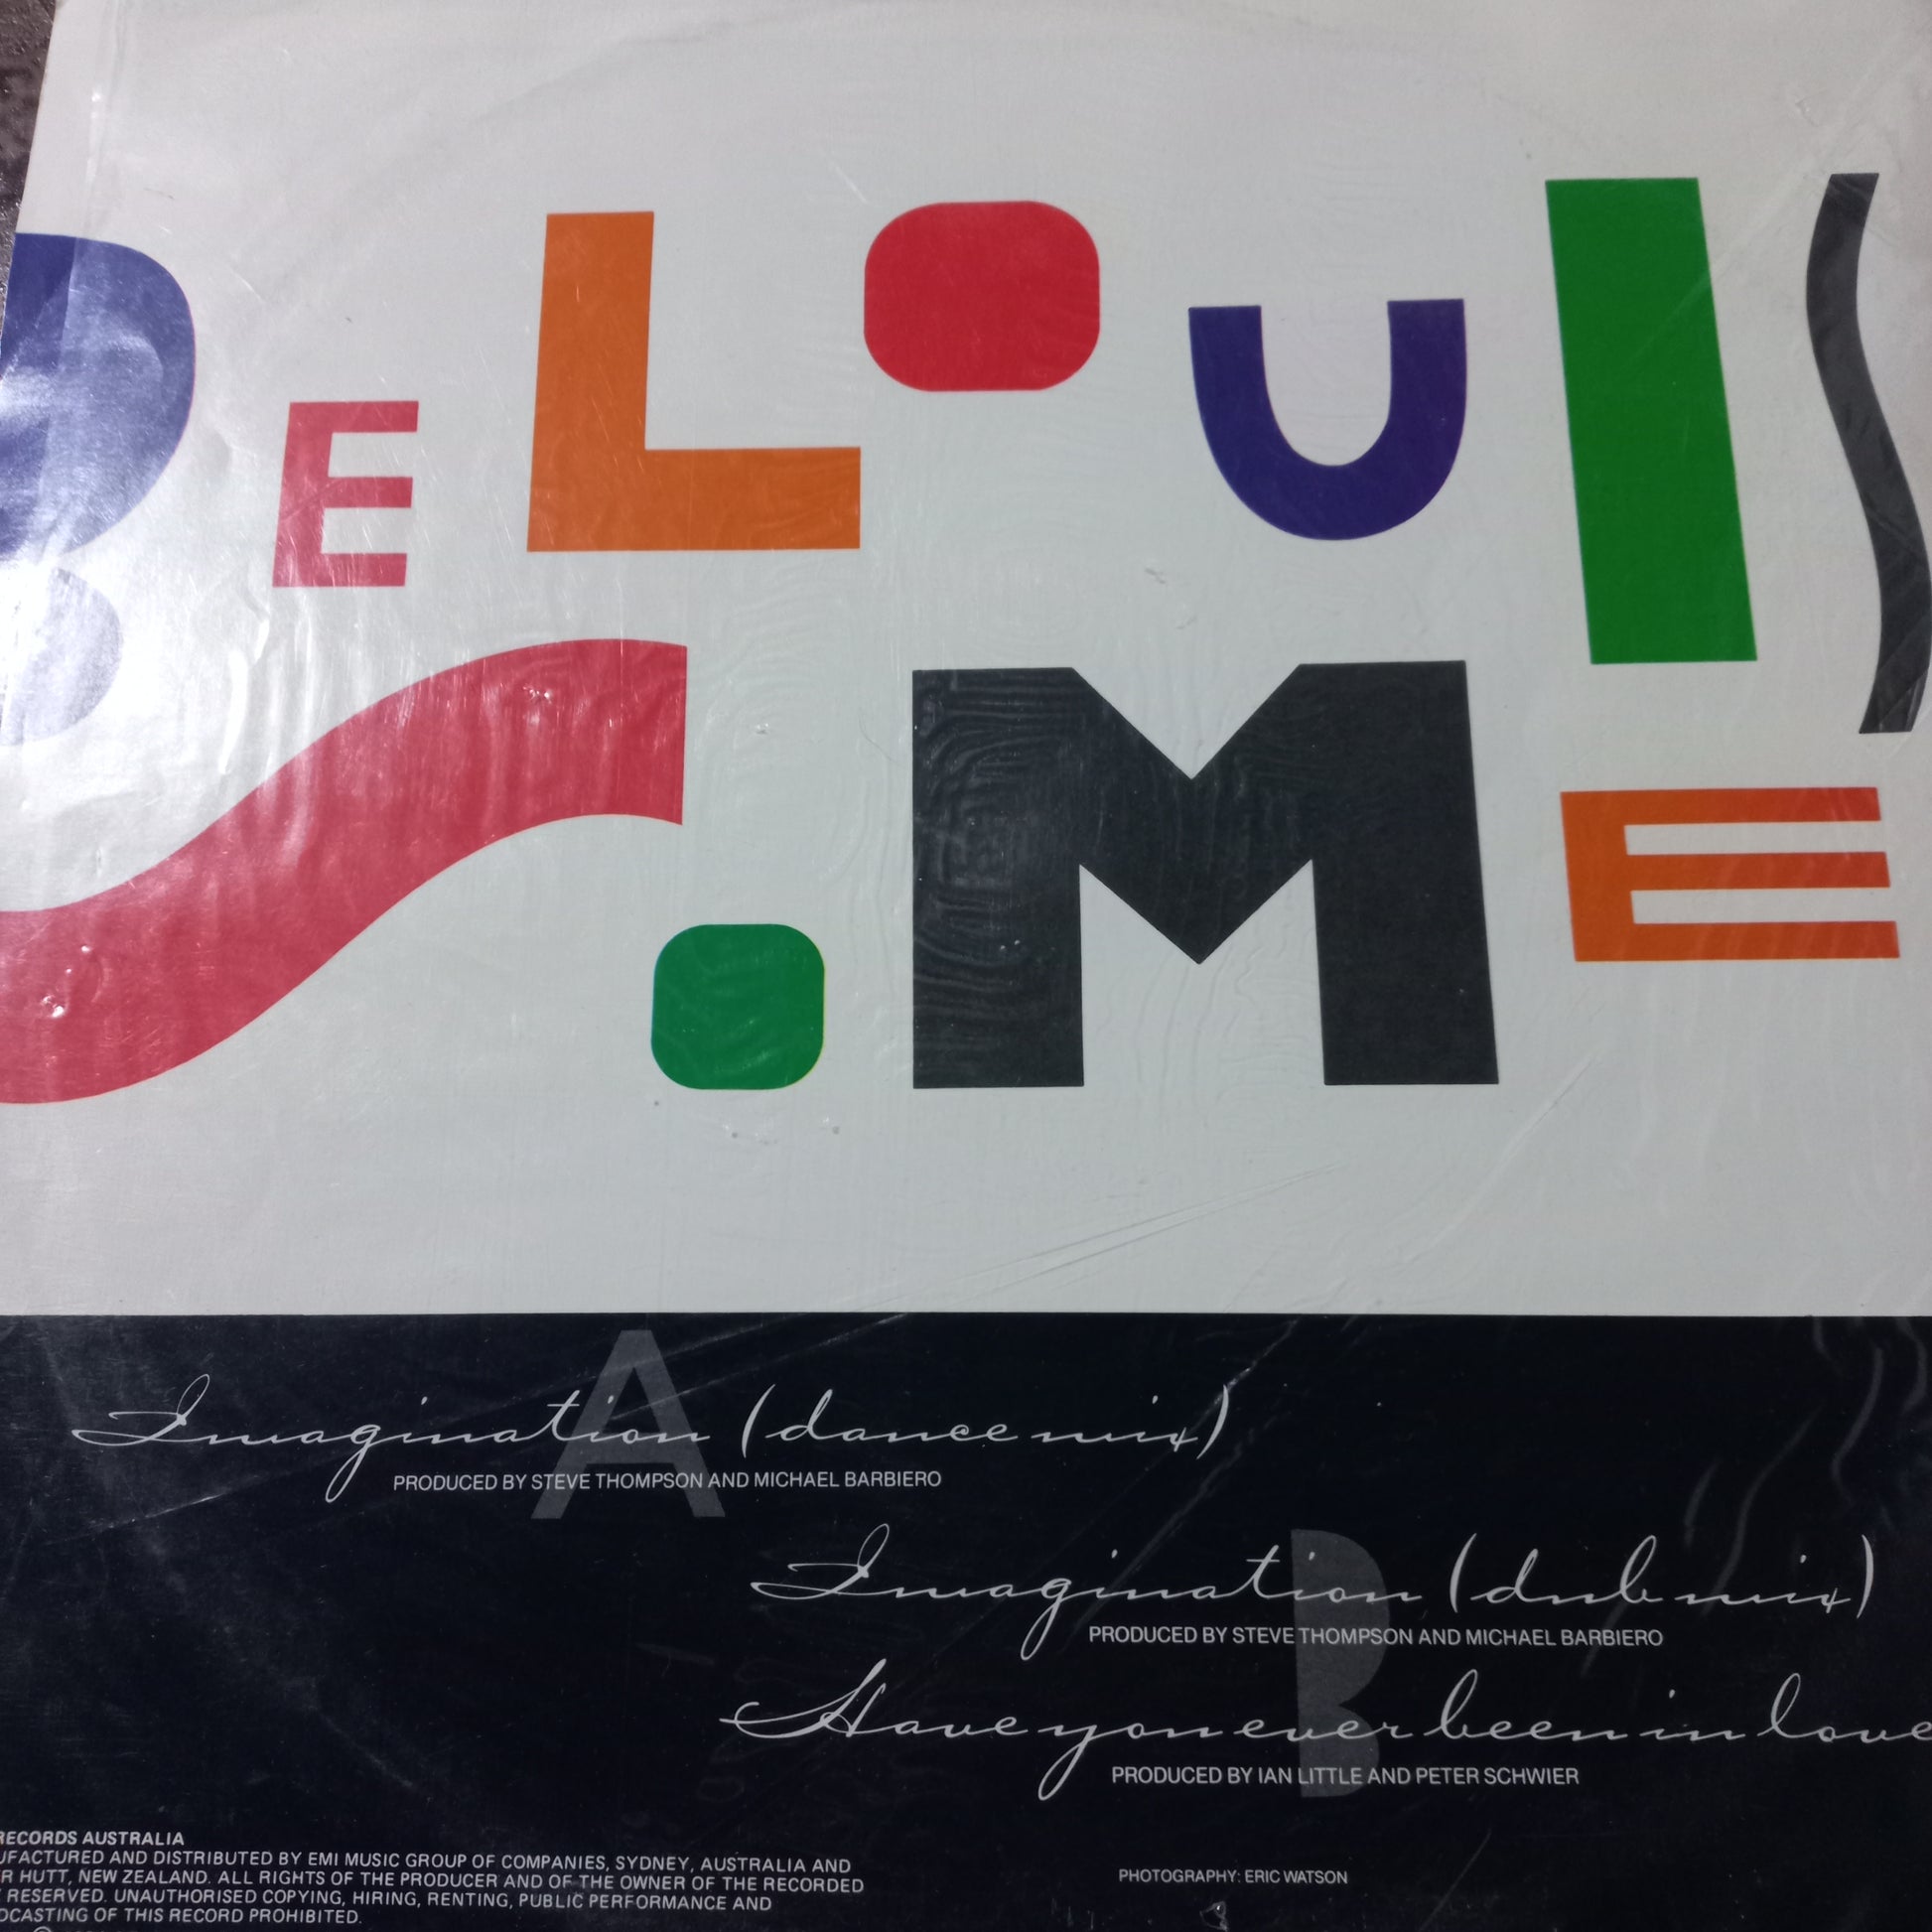 BELOUIS
SOME
A
Imagination (dance mix)
PRODUCED BY STEVE THOMPSON AND MICHAEL BARBIERO
B
Imagination (dub mix)
PRODUCED BY STEVE THOMPSON AND MICHAEL BARBIERO
Have you ever been in love
PRODUCED BY IAN LITTLE AND PETER SCHWIER
RECORDS AUSTRALIA
UFACTURED AND DISTRIBUTED BY EMI MUSIC GROUP OF COMPANIES, SYDNEY, AUSTRALIA AND
R HUTT, NEW ZEALAND. ALL RIGHTS OF THE PRODUCER AND OF THE OWNER OF THE RECORDED
RESERVED. UNAUTHORISED COPYING, HIRING, RENTING, PUBLIC PERFORMANCE AND
DCASTING OF THIS RECORD PROHIBITED.
PHOTOGRAPHY: ERIC WATSON